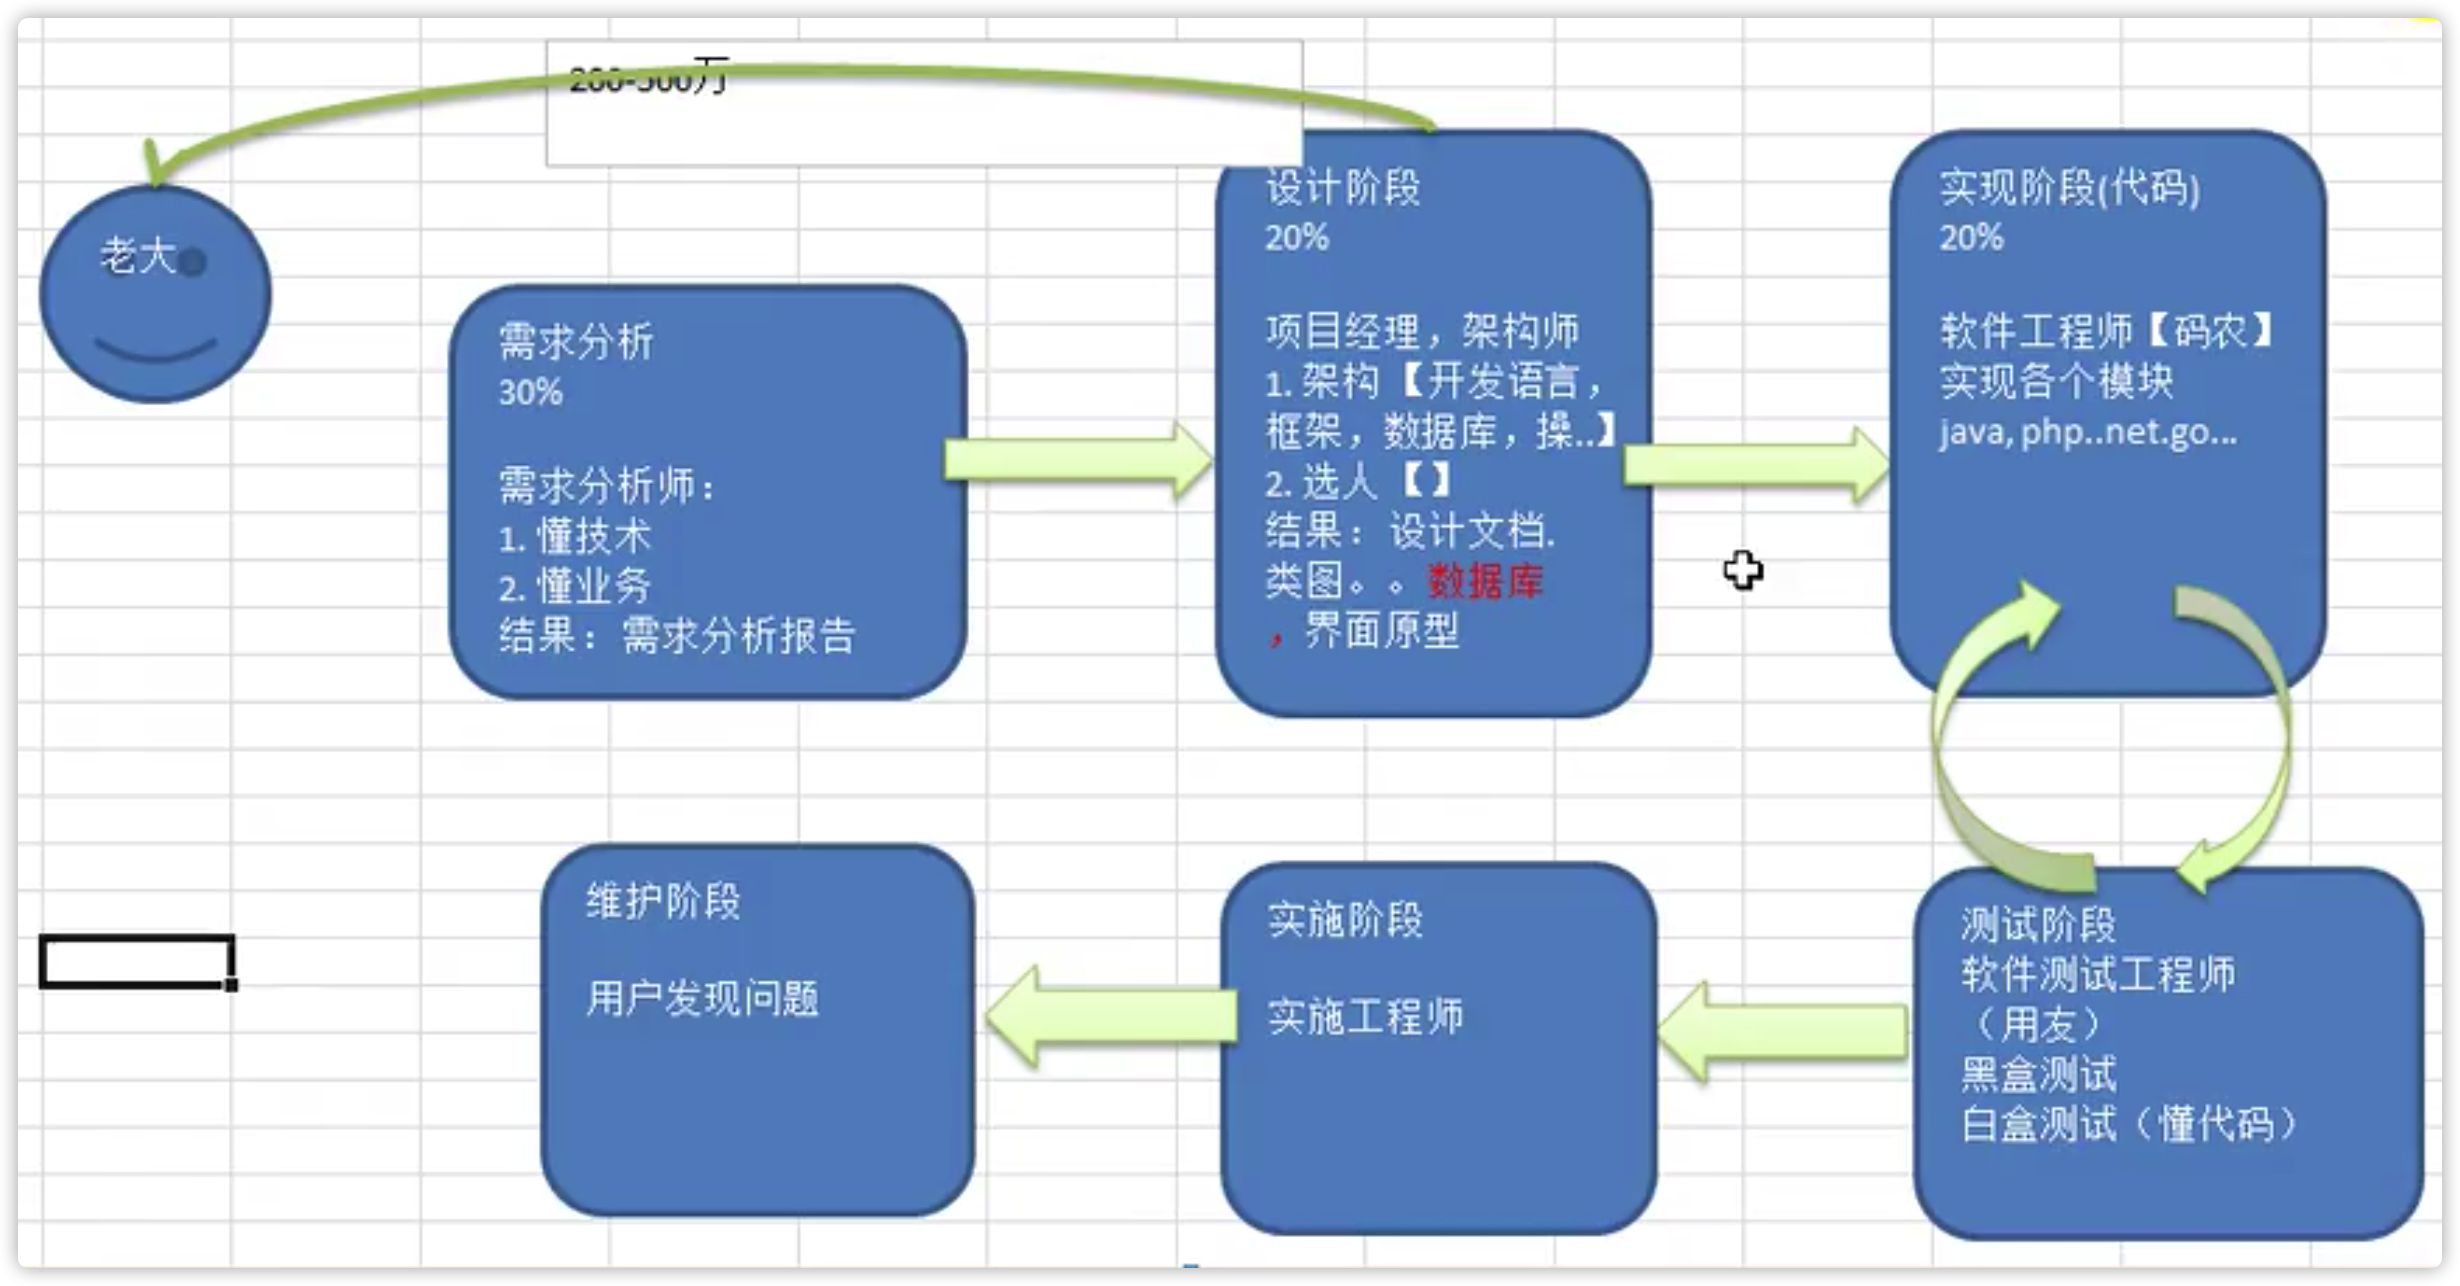 200-500万
老大
需求分析
30%
需求分析师：
1. 懂技术
2. 懂业务
结果：需求分析报告
设计阶段
20%
项目经理，架构师
1. 架构【开发语言，
框架，数据库，操..】
2. 选人【】
结果：设计文档.
类图。。数据库
，界面原型
实现阶段(代码)
20%
软件工程师【码农】
实现各个模块
java, php..net.go...
测试阶段
软件测试工程师
（用友）
黑盒测试
白盒测试（懂代码）
实施阶段
实施工程师
维护阶段
用户发现问题